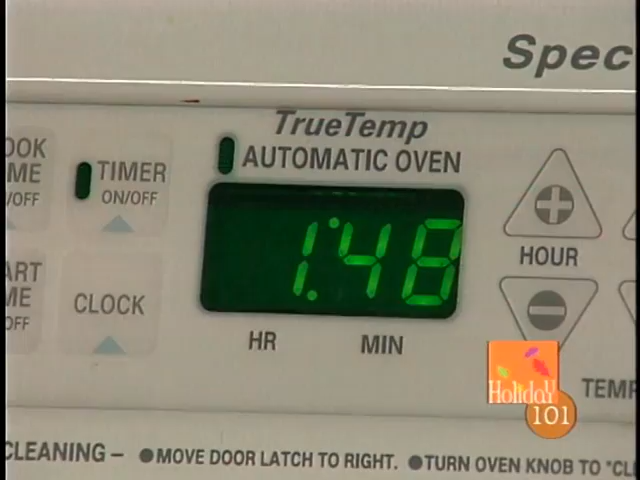 Spec
TrueTemp
AUTOMATIC OVEN
TIMER
ON/OFF
1:48
HOUR
CLOCK
HR MIN
Holiday
101
CLEANING – ●MOVE DOOR LATCH TO RIGHT. ●TURN OVEN KNOB TO "CL